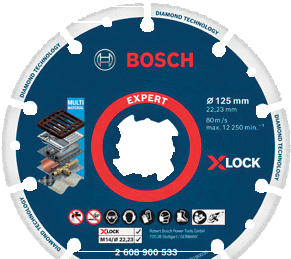 DIAMOND TECHNOLOGY
DIAMOND TECHNOLOGY
BOSCH
EXPERT
MULTI
MATERIAL
Ø 125 mm
22,23 mm
80 m/s
max. 12 250 min.⁻¹
X-LOCK
DIAMOND TECHNOLOGY
DIAMOND TECHNOLOGY
X-LOCK ✓
M14/Ø 22,23 ✓
Robert Bosch Power Tools GmbH
70538 Stuttgart / GERMANY
2 608 900 533